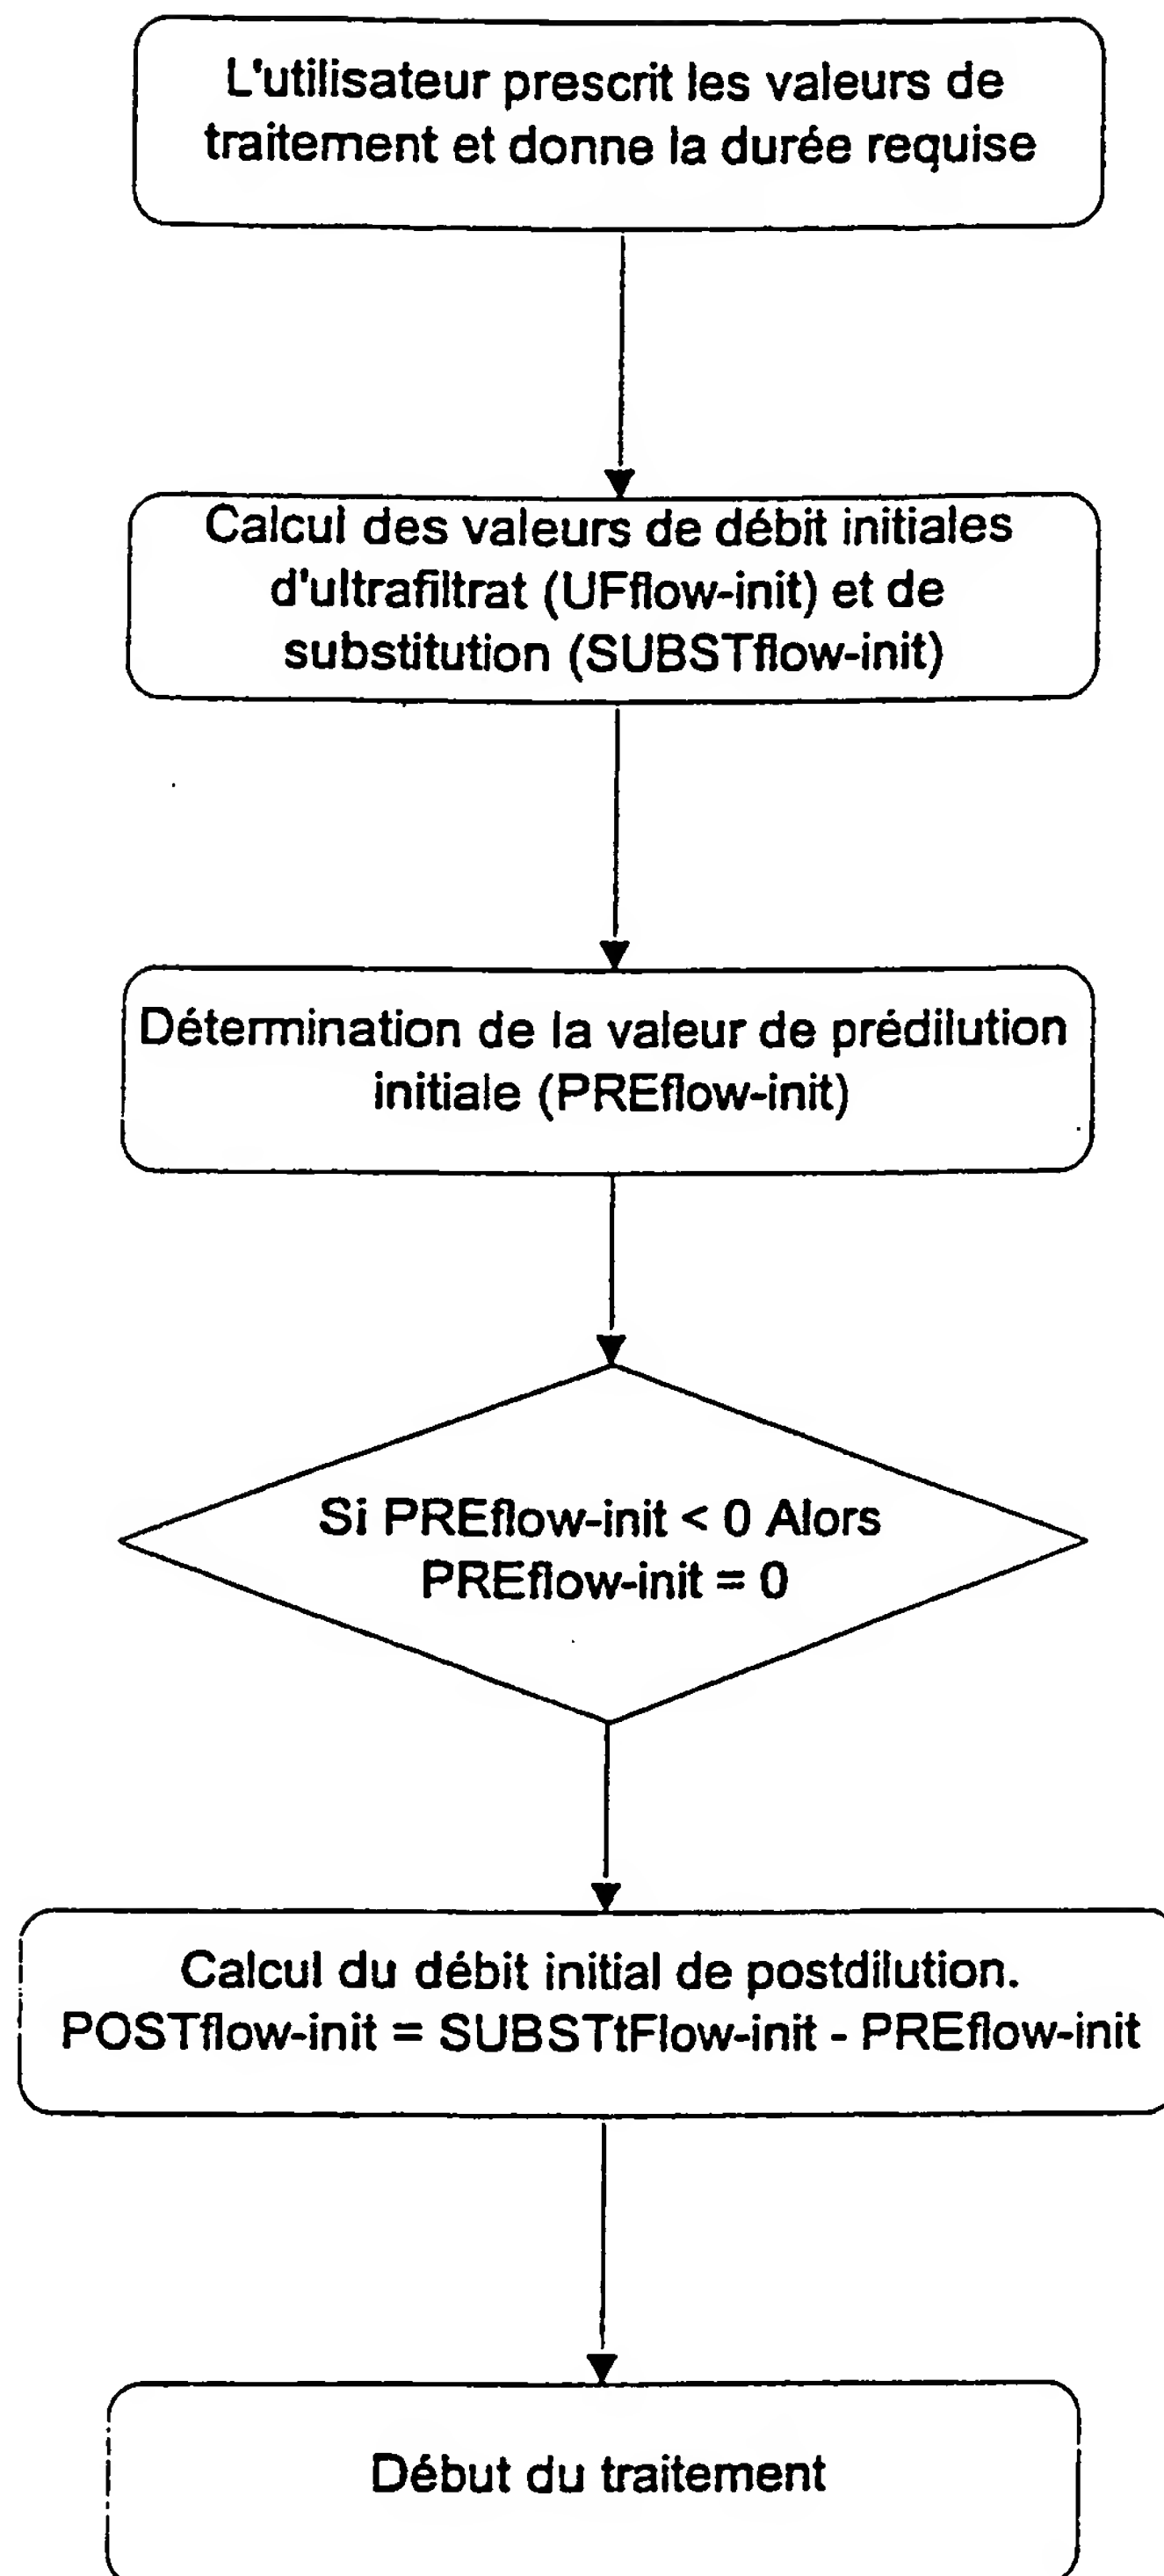 L'utilisateur prescrit les valeurs de
traitement et donne la durée requise
Calcul des valeurs de débit initiales
d'ultrafiltrat (UFflow-init) et de
substitution (SUBSTflow-init)
Détermination de la valeur de prédilution
initiale (PREflow-init)
Si PREflow-init < 0 Alors
PREflow-init = 0
Calcul du débit initial de postdilution.
POSTflow-init = SUBSTtFlow-init - PREflow-init
Début du traitement